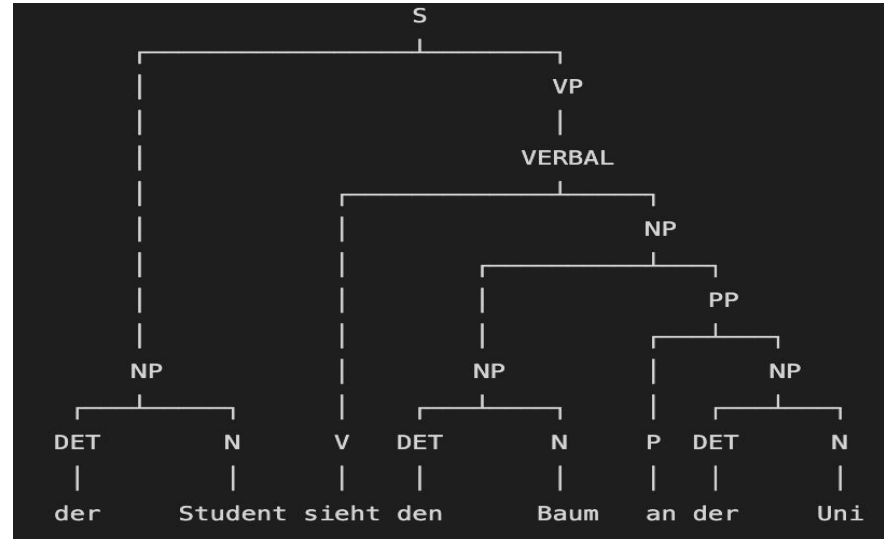 S
VP
VERBAL
NP
PP
NP NP NP
DET N V DET N P DET N
der Student sieht den Baum an der Uni